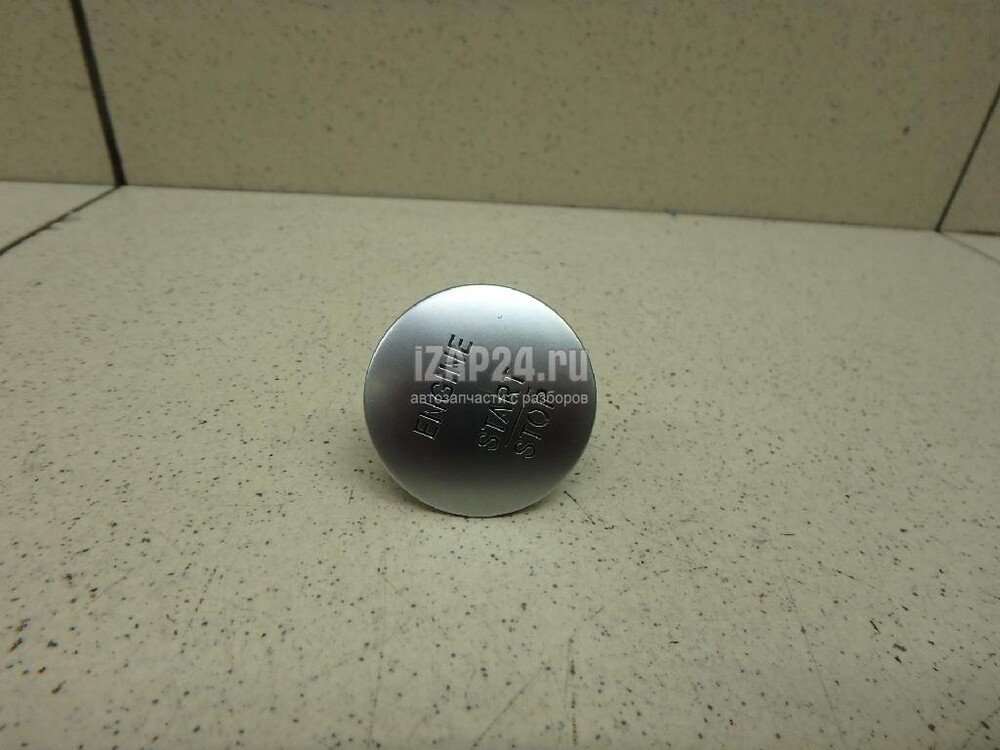 ENGINE
START
STOP
iZAP24.ru
автозапчасти с разборов